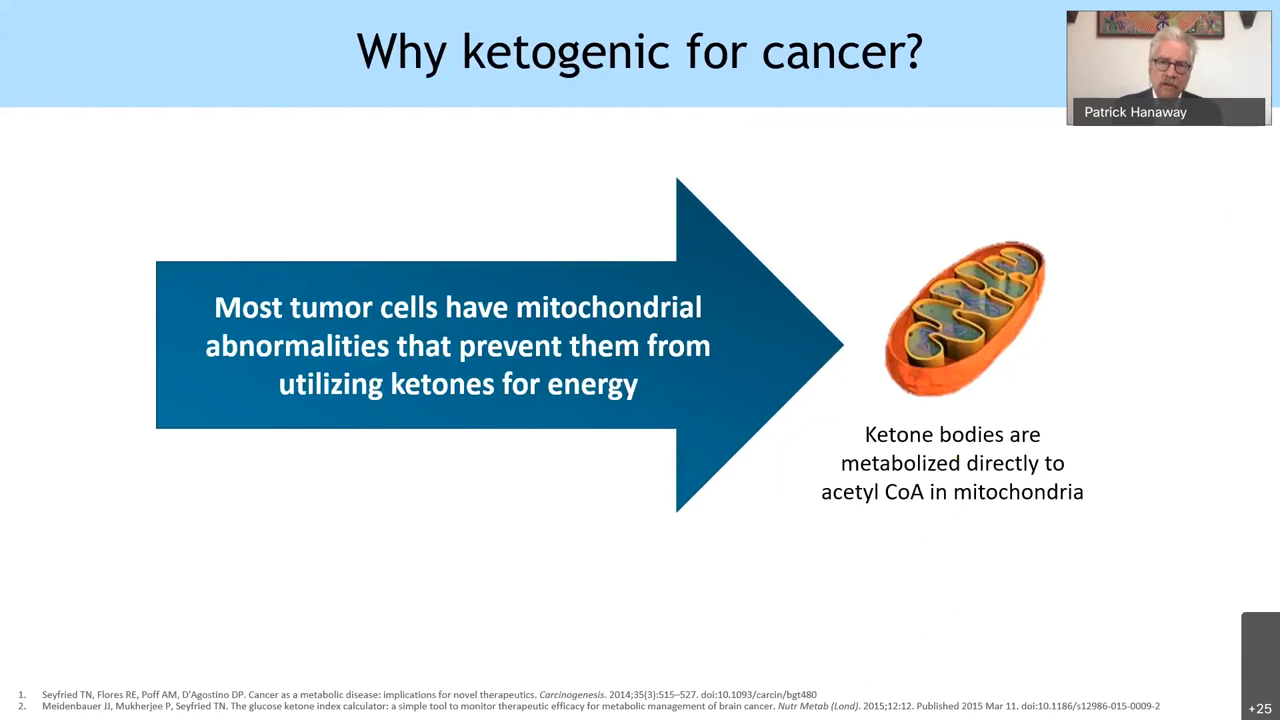 Why ketogenic for cancer?
Patrick Hanaway
Most tumor cells have mitochondrial
abnormalities that prevent them from
utilizing ketones for energy
Ketone bodies are
metabolized directly to
acetyl CoA in mitochondria
1. Seyfried TN, Flores RE, Poff AM, D'Agostino DP. Cancer as a metabolic disease: implications for novel therapeutics. Carcinogenesis. 2014;35(3):515–527. doi:10.1093/carcin/bgt480
2. Meidenbauer JJ, Mukherjee P, Seyfried TN. The glucose ketone index calculator: a simple tool to monitor therapeutic efficacy for metabolic management of brain cancer. Nutr Metab (Lond). 2015;12:12. Published 2015 Mar 11. doi:10.1186/s12986-015-0009-2
+25